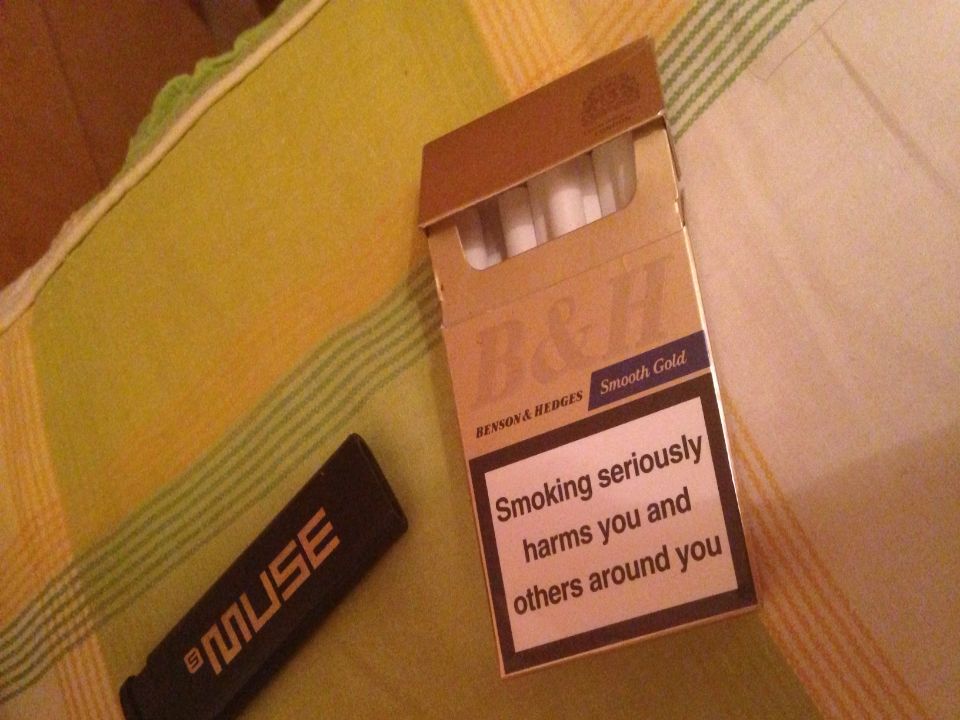 B&H
BENSON & HEDGES
Smooth Gold
Smoking seriously
harms you and
others around you
MUSE